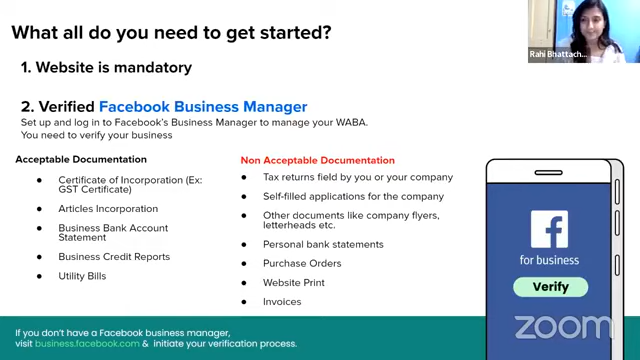 What all do you need to get started?
Rahi Bhattach...
1. Website is mandatory
2. Verified Facebook Business Manager
Set up and log in to Facebook's Business Manager to manage your WABA.
You need to verify your business
Acceptable Documentation
● Certificate of Incorporation (Ex:
GST Certificate)
● Articles Incorporation
● Business Bank Account
Statement
● Business Credit Reports
● Utility Bills
Non Acceptable Documentation
● Tax returns field by you or your company
● Self-filled applications for the company
● Other documents like company flyers,
letterheads etc.
● Personal bank statements
● Purchase Orders
● Website Print
● Invoices
f
for business
Verify
zoom
If you don't have a Facebook business manager,
visit business.facebook.com & initiate your verification process.